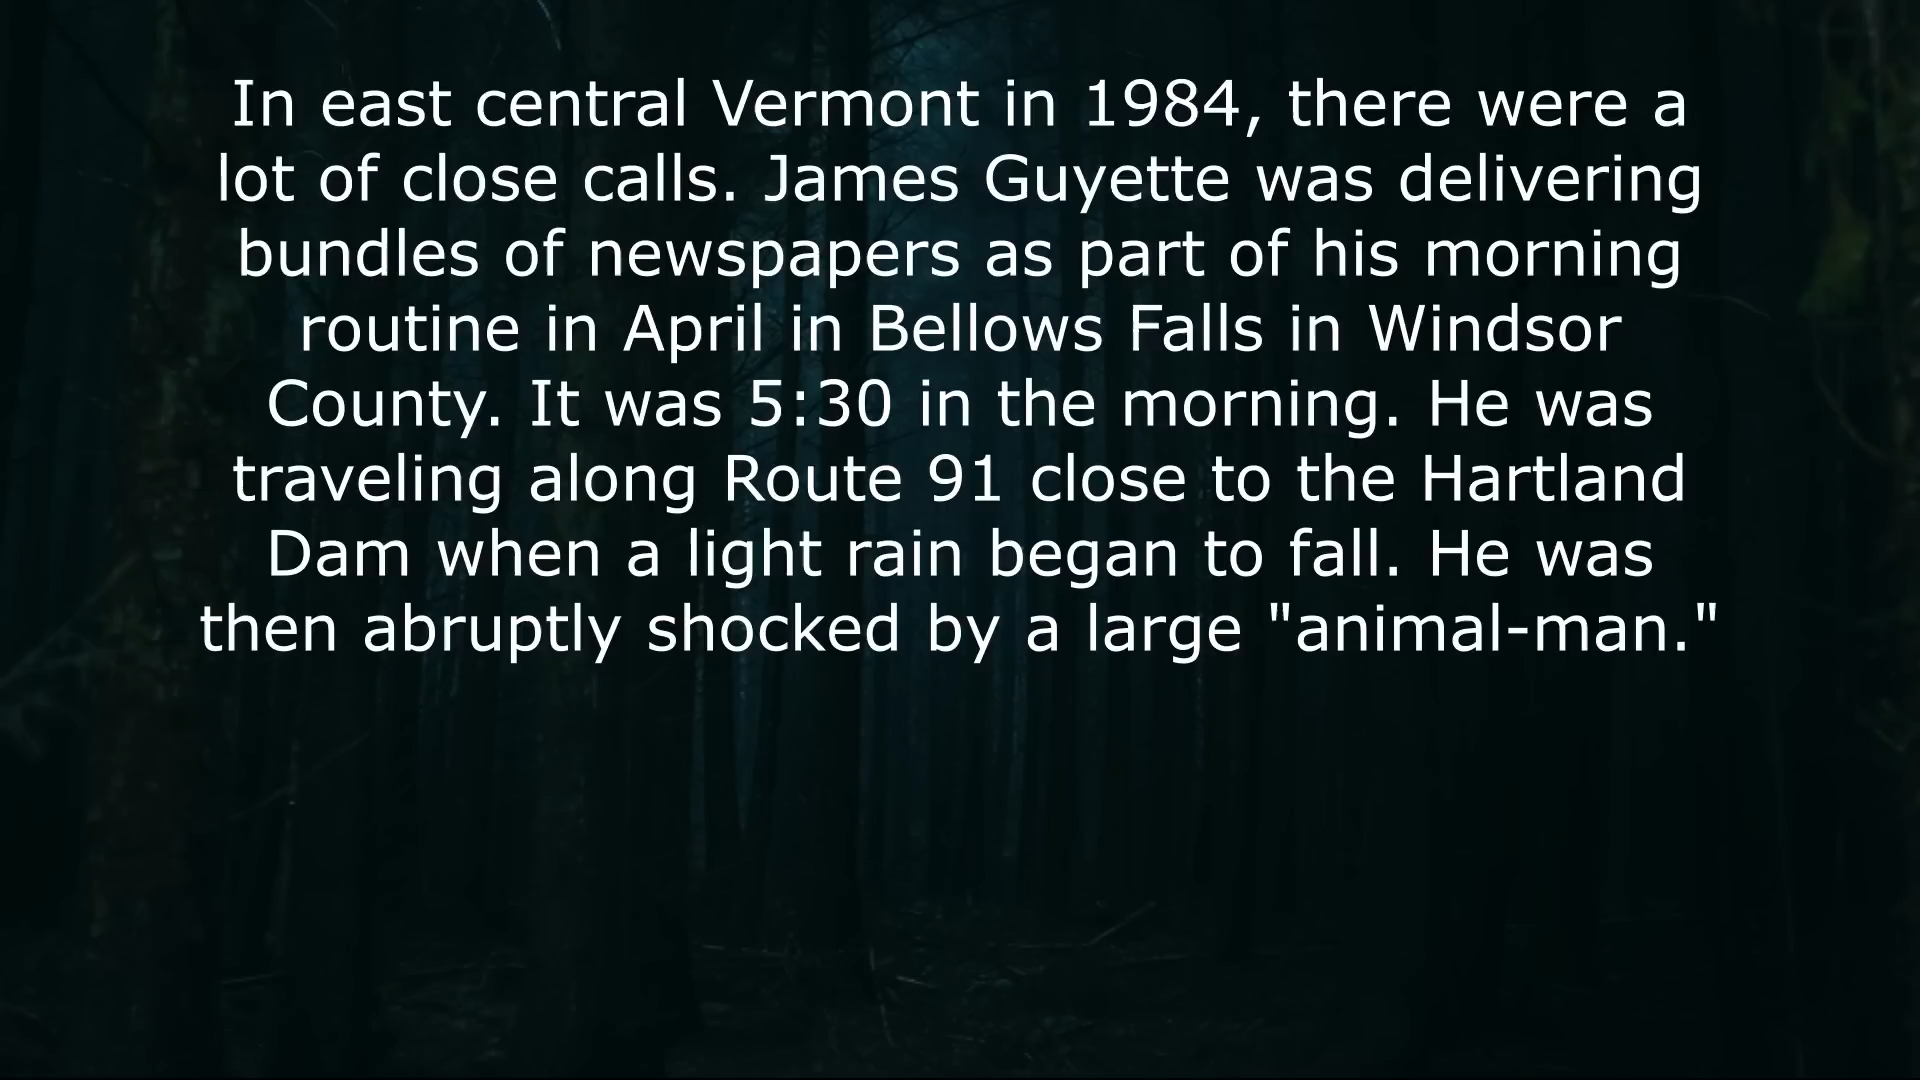 In east central Vermont in 1984, there were a
lot of close calls. James Guyette was delivering
bundles of newspapers as part of his morning
routine in April in Bellows Falls in Windsor
County. It was 5:30 in the morning. He was
traveling along Route 91 close to the Hartland
Dam when a light rain began to fall. He was
then abruptly shocked by a large "animal-man."